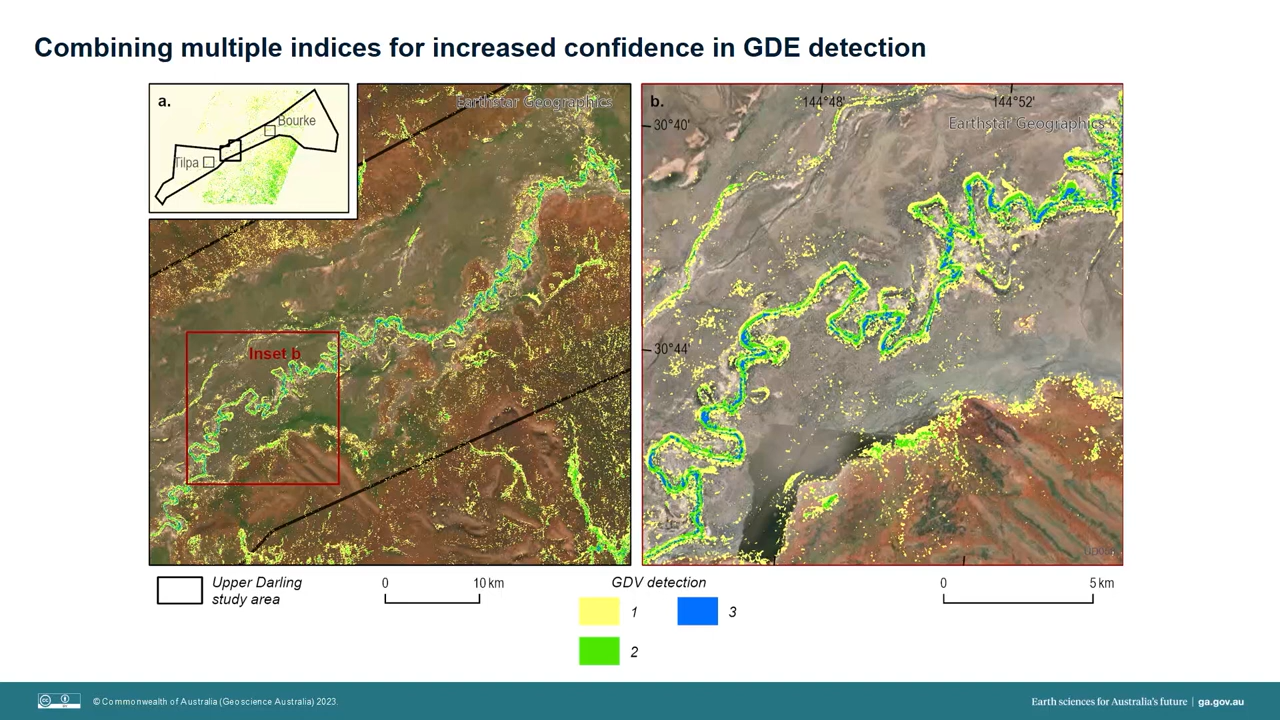 Combining multiple indices for increased confidence in GDE detection
a.
Bourke
Tilpa
Earthstar Geographics
Inset b
b.
144°48'
144°52'
30°40'
Earthstar Geographics
30°44'
Upper Darling
study area
0
10 km
GDV detection
1
3
2
0
5 km
© Commonwealth of Australia (Geoscience Australia) 2023.
Earth sciences for Australia's future | ga.gov.au